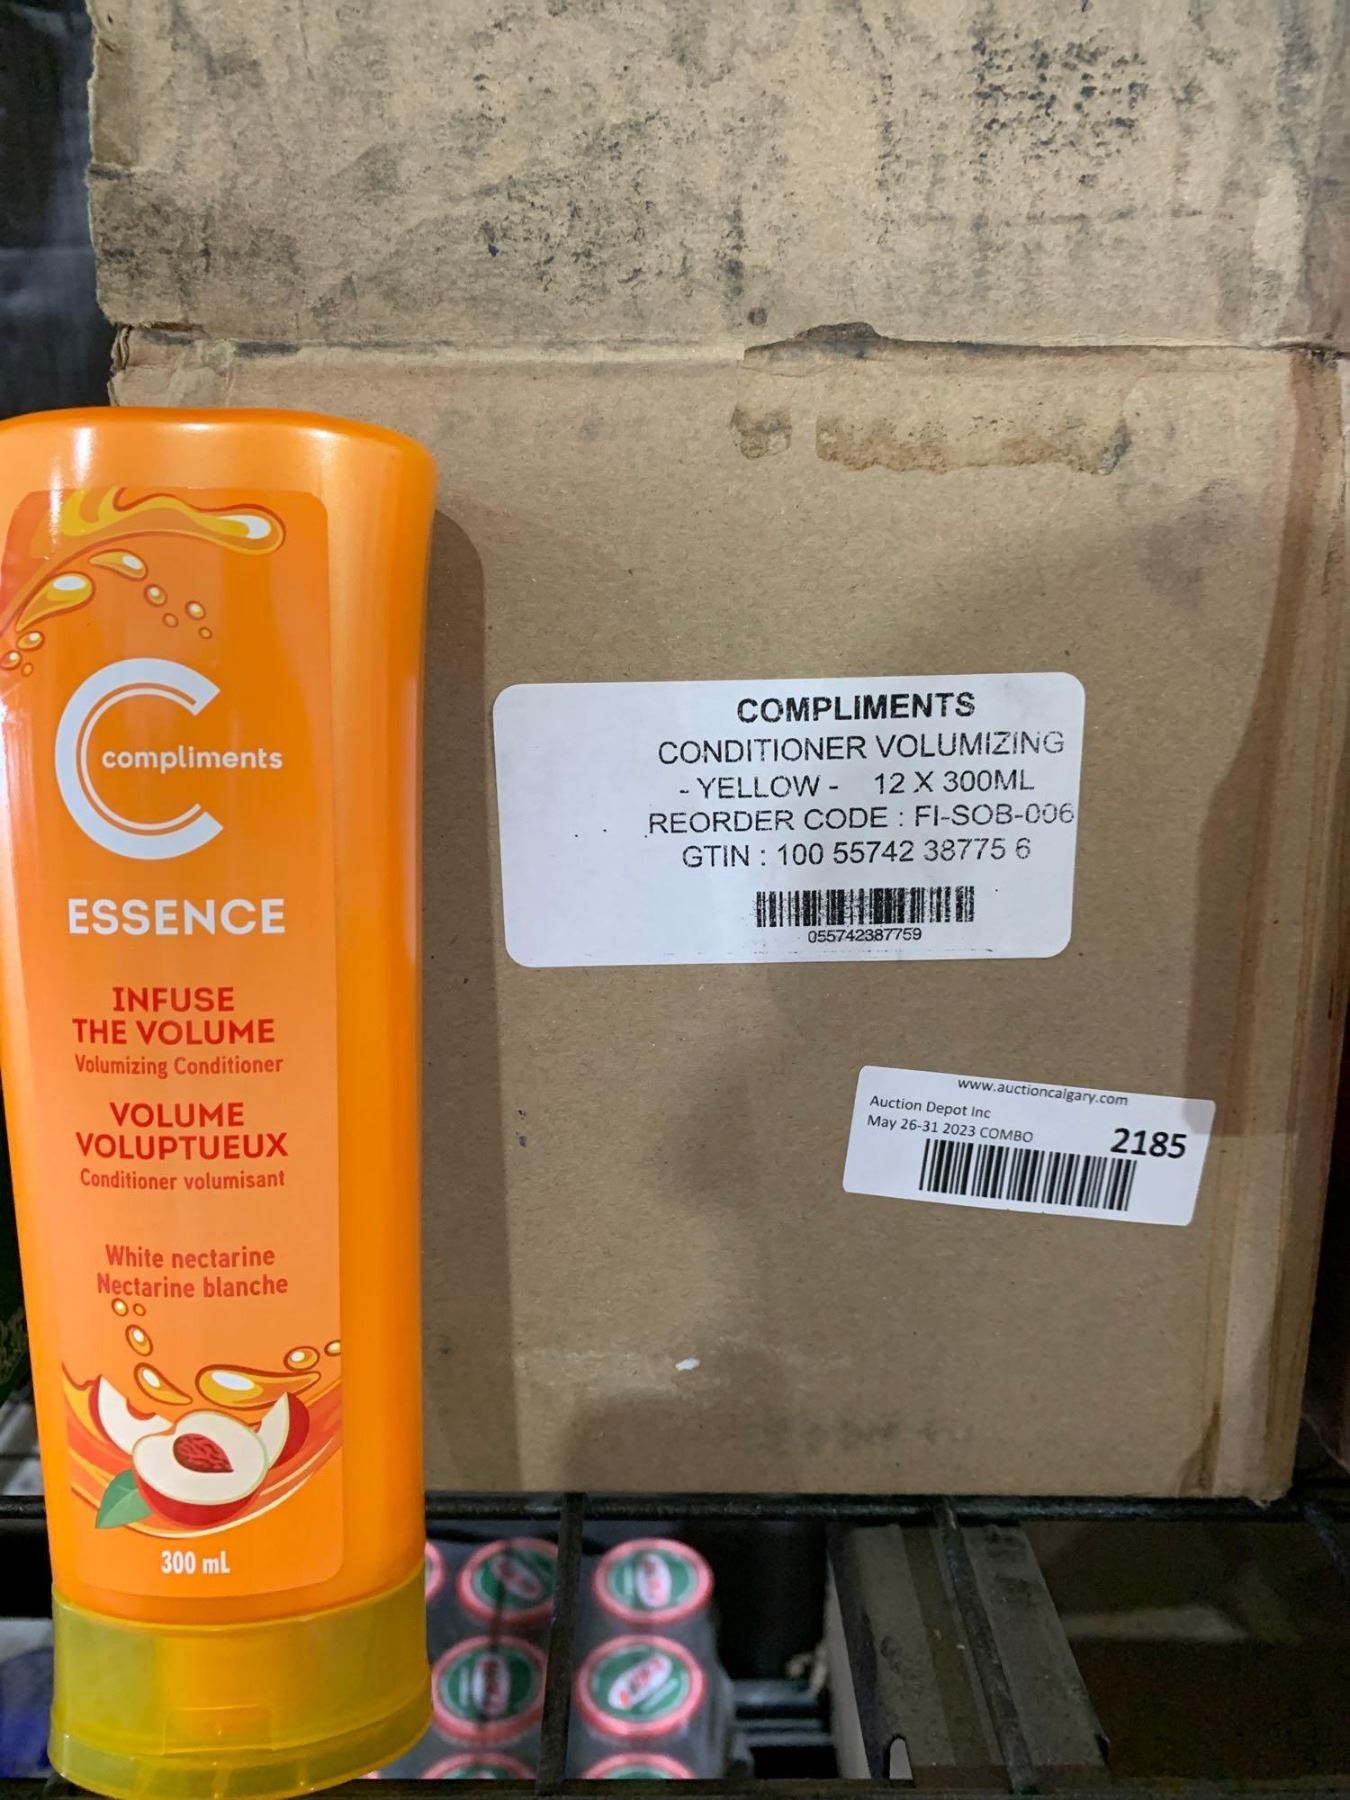 compliments
ESSENCE
INFUSE
THE VOLUME
Volumizing Conditioner
VOLUME
VOLUPTUEUX
Conditioner volumisant
White nectarine
Nectarine blanche
300 mL
COMPLIMENTS
CONDITIONER VOLUMIZING
- YELLOW - 12 X 300ML
REORDER CODE : FI-SOB-006
GTIN : 100 55742 38775 6
055742387759
www.auctioncalgary.com
Auction Depot Inc
May 26-31 2023 COMBO
2185